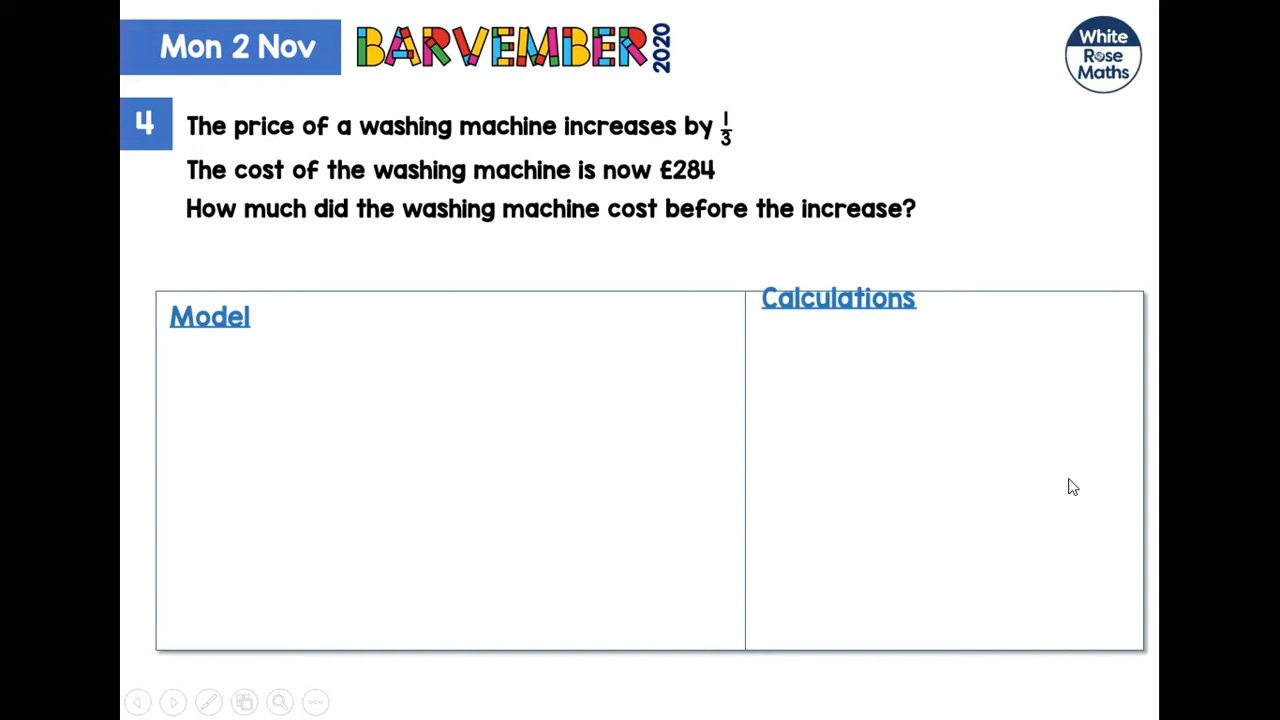 Mon 2 Nov
BARVEMBER 2020
White
Rose
Maths
4
The price of a washing machine increases by 1/3
The cost of the washing machine is now £284
How much did the washing machine cost before the increase?
Model
Calculations